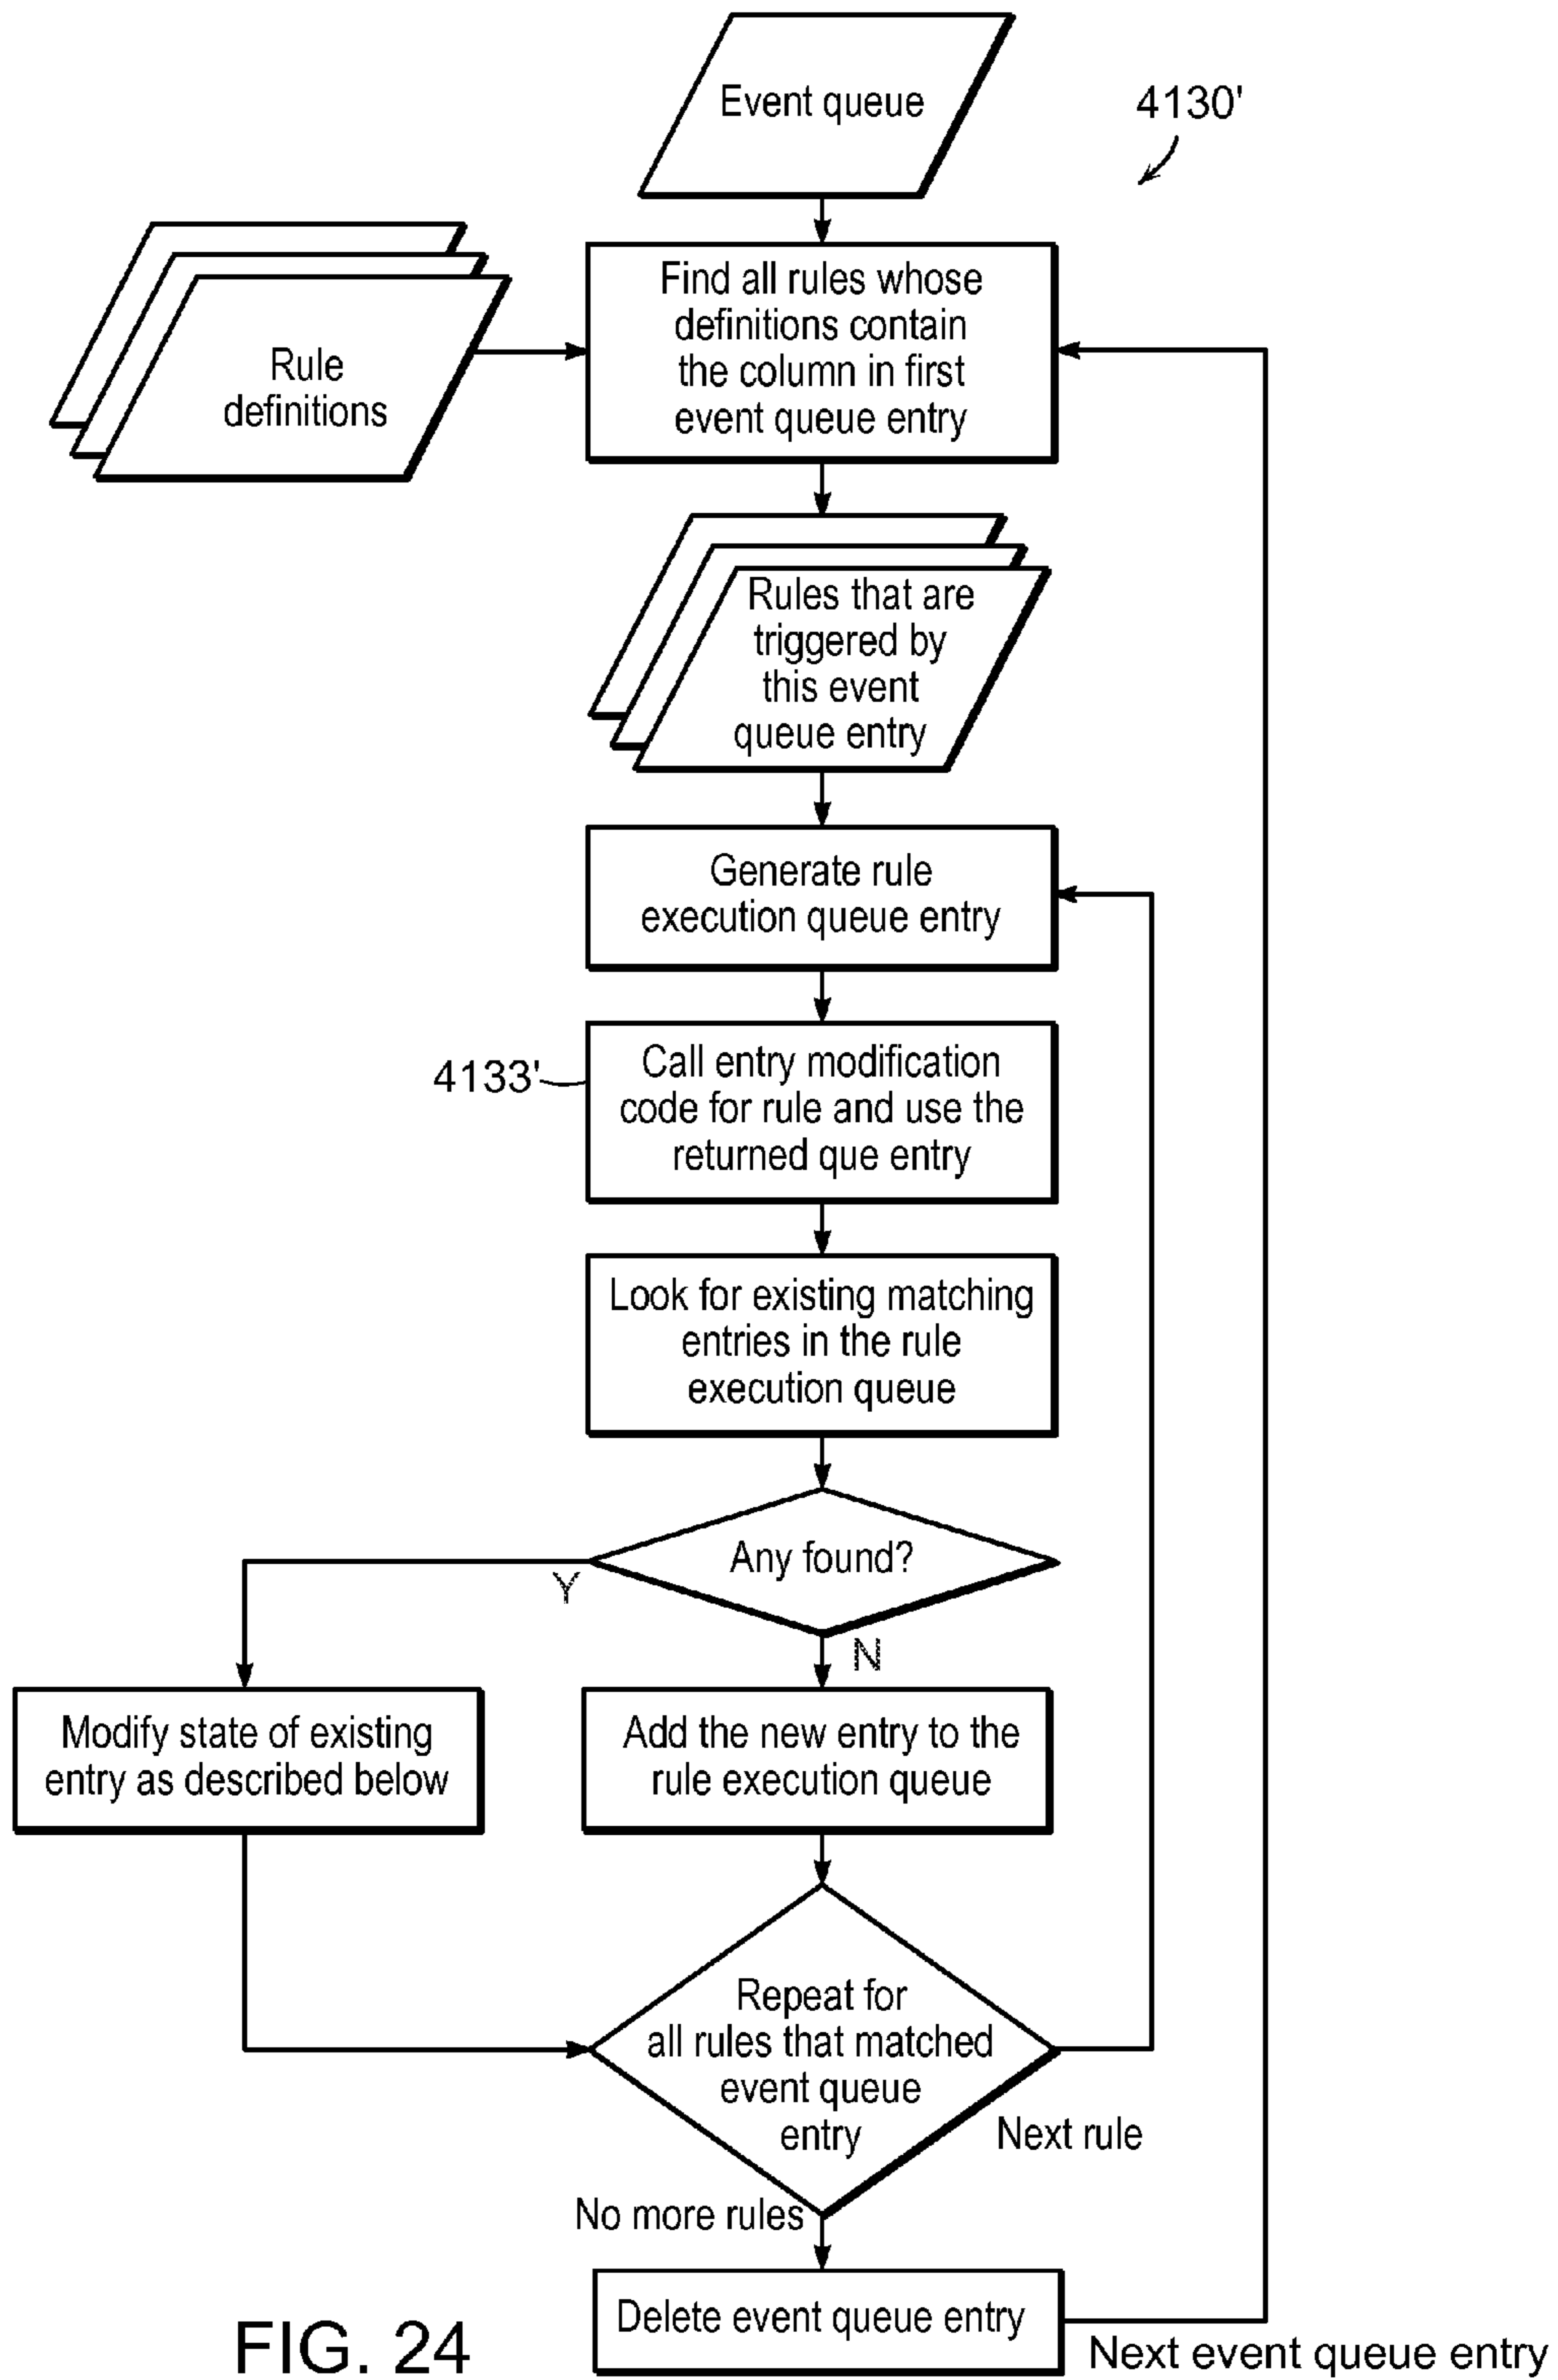 Event queue
4130'
Find all rules whose
definitions contain
the column in first
event queue entry
Rule
definitions
Rules that are
triggered by
this event
queue entry
Generate rule
execution queue entry
4133'
Call entry modification
code for rule and use the
returned que entry
Look for existing matching
entries in the rule
execution queue
Any found?
Y
N
Modify state of existing
entry as described below
Add the new entry to the
rule execution queue
Repeat for
all rules that matched
event queue
entry
Next rule
No more rules
Delete event queue entry
Next event queue entry
FIG. 24